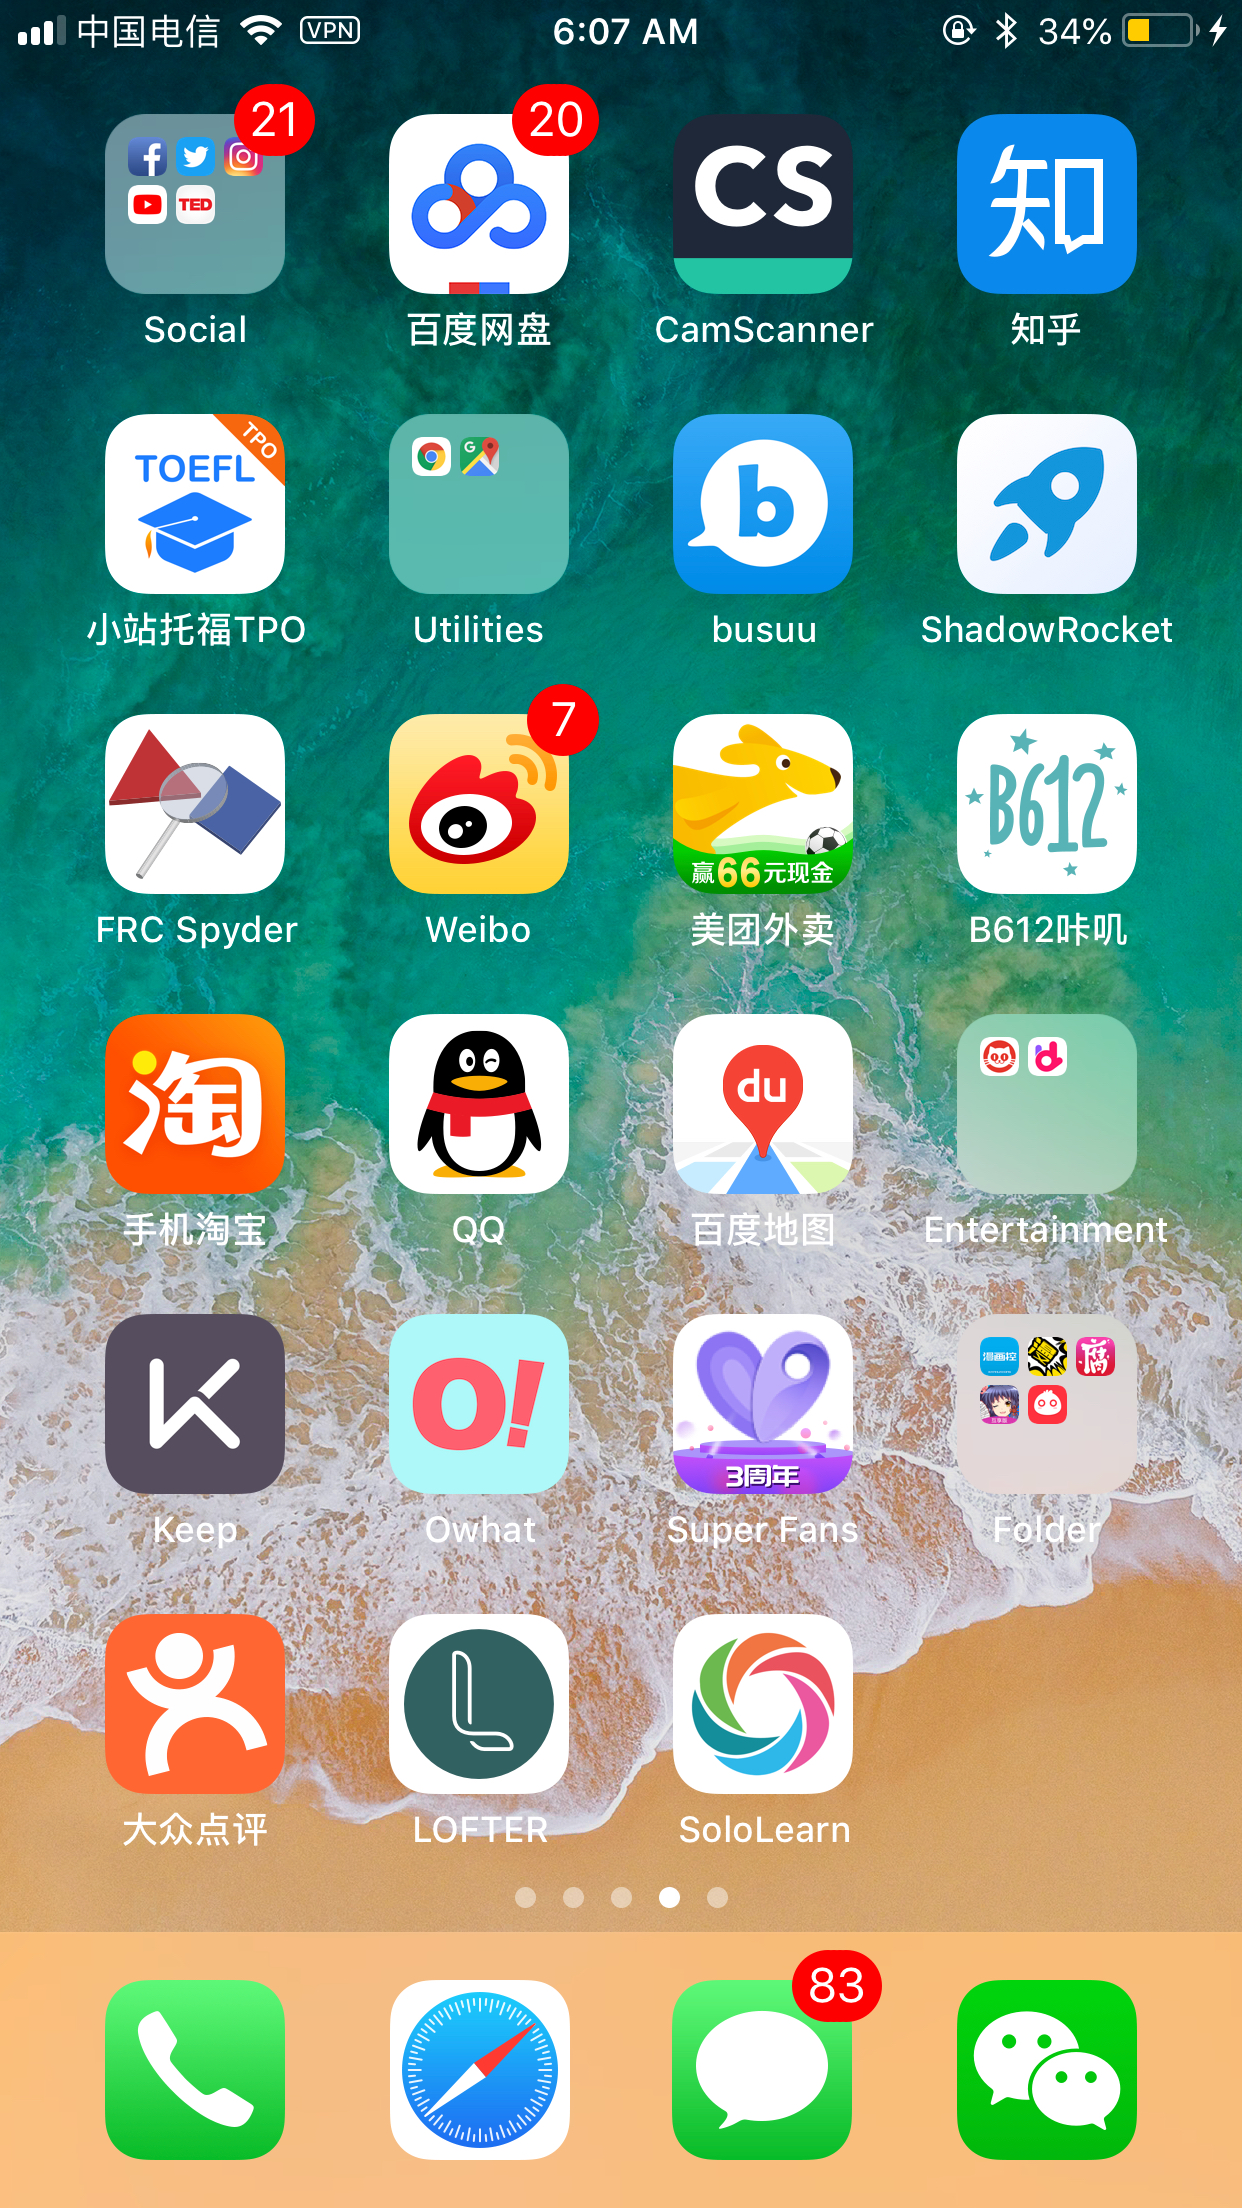 中国电信 VPN 6:07 AM 34%
21 20
TED CS 知
Social 百度网盘 CamScanner 知乎
TPO
TOEFL b
小站托福TPO Utilities busuu ShadowRocket
7
B612
赢66元现金
FRC Spyder Weibo 美团外卖 B612咔叽
淘 du
手机淘宝 QQ 百度地图 Entertainment
漫画控 腐
K O! 3周年
Keep Owhat Super Fans Folder
L
大众点评 LOFTER SoloLearn
83